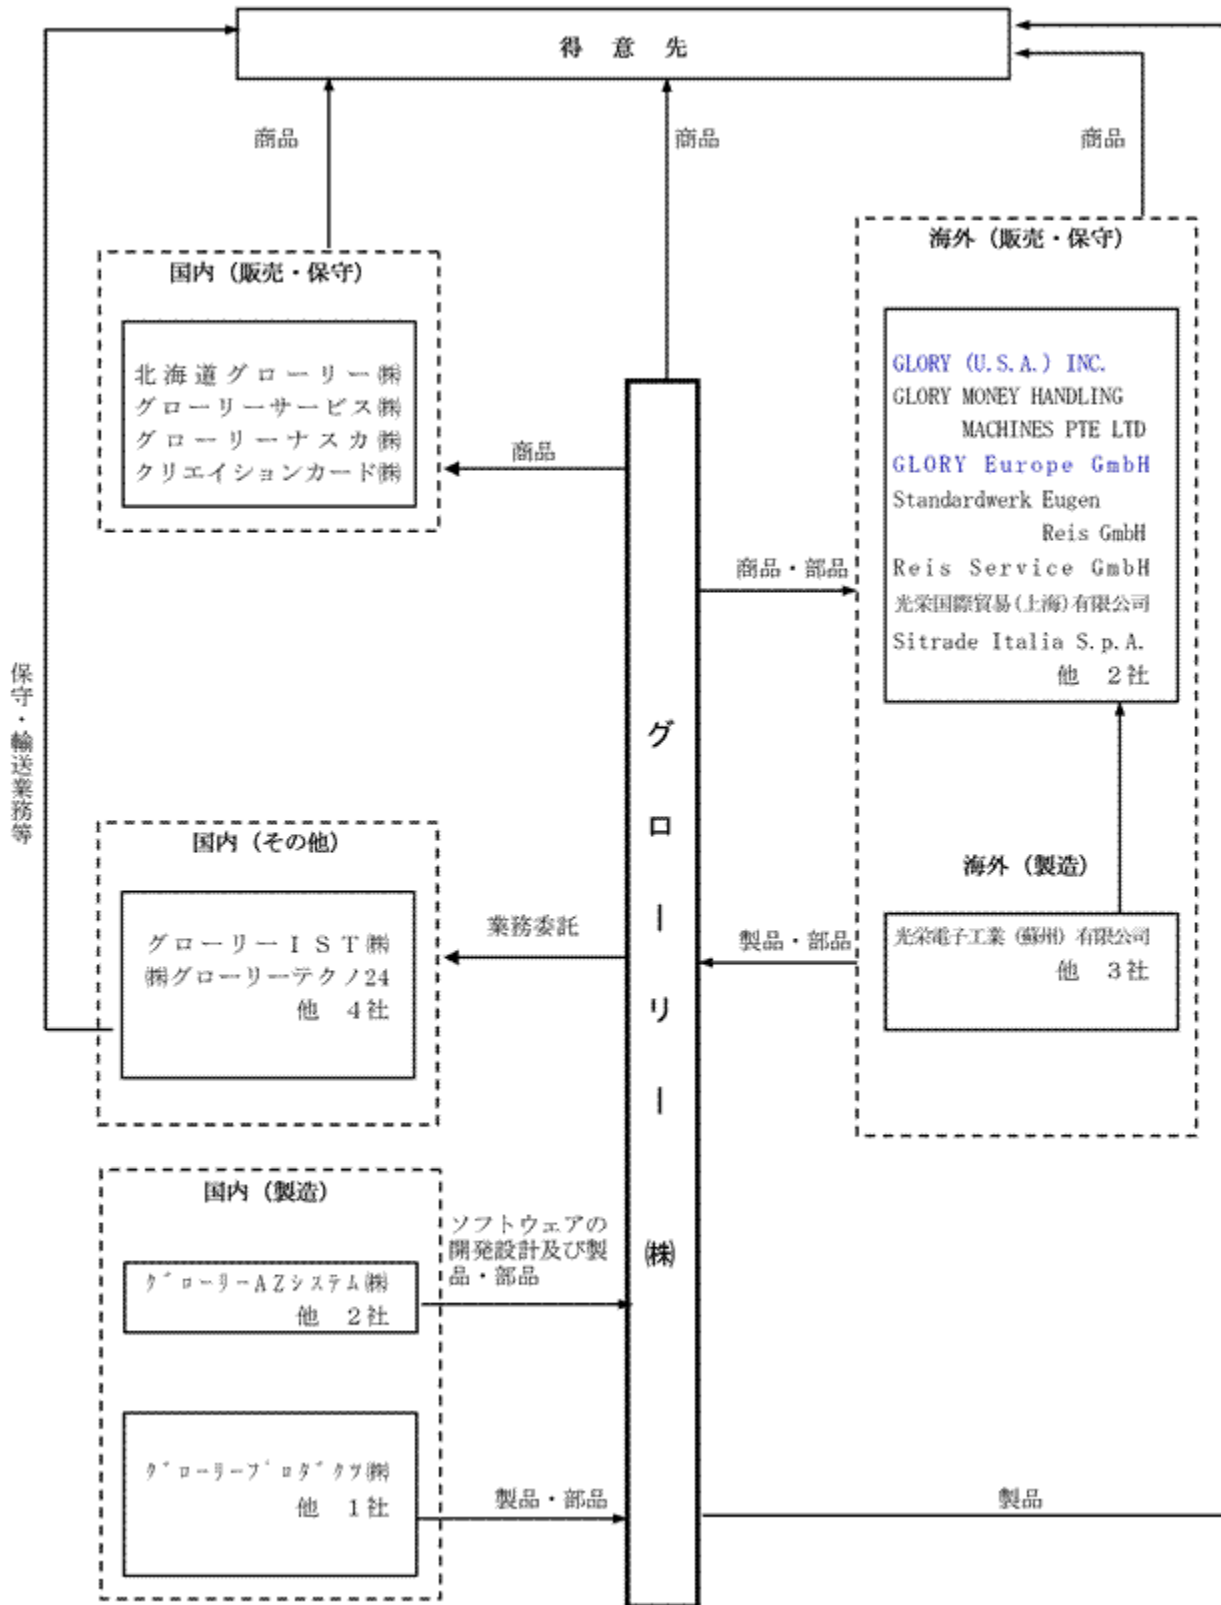 得意先
商品
商品
商品
国内（販売・保守）
北海道グローリー㈱
グローリーサービス㈱
グローリーナスカ㈱
クリエイションカード㈱
海外（販売・保守）
GLORY (U.S.A.) INC.
GLORY MONEY HANDLING
MACHINES PTE LTD
GLORY Europe GmbH
Standardwerk Eugen
Reis GmbH
Reis Service GmbH
光栄国際貿易(上海)有限公司
Sitrade Italia S.p.A.
他 2社
商品
商品・部品
グローリー㈱
保守・輸送業務等
国内（その他）
グローリーＩＳＴ㈱
㈱グローリーテクノ24
他 4社
業務委託
海外（製造）
光栄電子工業（蘇州）有限公司
他 3社
製品・部品
国内（製造）
ｸﾞﾛｰﾘｰAZシステム㈱
他 2社
ソフトウェアの
開発設計及び製
品・部品
ｸﾞﾛｰﾘｰﾌﾟﾛﾀﾞｸﾂ㈱
他 1社
製品・部品
製品